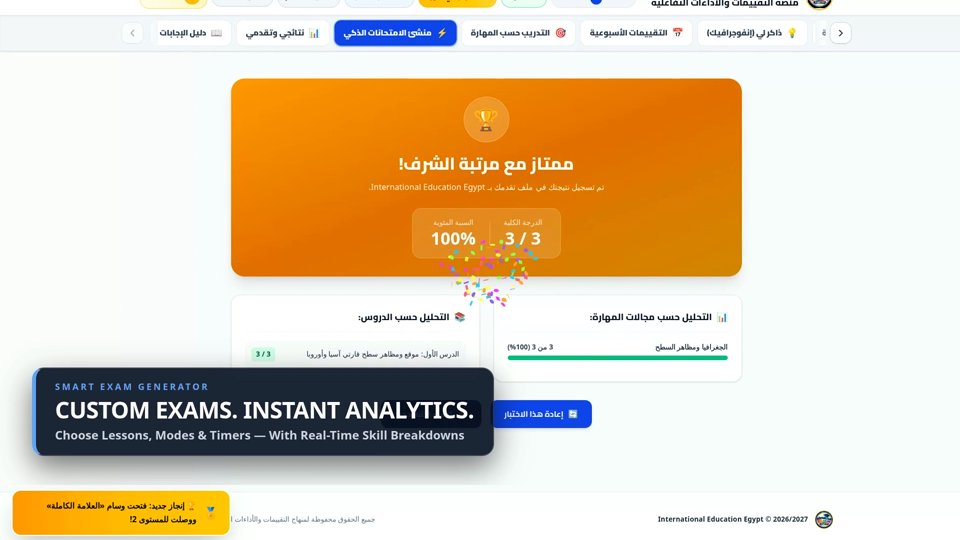 منصة التقييمات والأداءات التفاعلية
ذاكر لي (إنفوجرافيك)
التقييمات الأسبوعية
التدريب حسب المهارة
منشئ الامتحانات الذكي
نتائجي وتقدمي
دليل الإجابات
ممتاز مع مرتبة الشرف!
تم تسجيل نتيجتك في ملف تقدمك بـ International Education Egypt.
الدرجة الكلية
3 / 3
النسبة المئوية
100%
التحليل حسب مجالات المهارة:
الجغرافيا ومظاهر السطح
3 من 3 (100%)
التحليل حسب الدروس:
الدرس الأول: موقع ومظاهر سطح قارتي آسيا وأوروبا
3 / 3
إعادة هذا الاختبار
SMART EXAM GENERATOR
CUSTOM EXAMS. INSTANT ANALYTICS.
Choose Lessons, Modes & Timers — With Real-Time Skill Breakdowns
إنجاز جديد: فتحت وسام «العلامة الكاملة»
ووصلت للمستوى 2!
International Education Egypt © 2026/2027
جميع الحقوق محفوظة لمنهاج التقييمات والأداءات